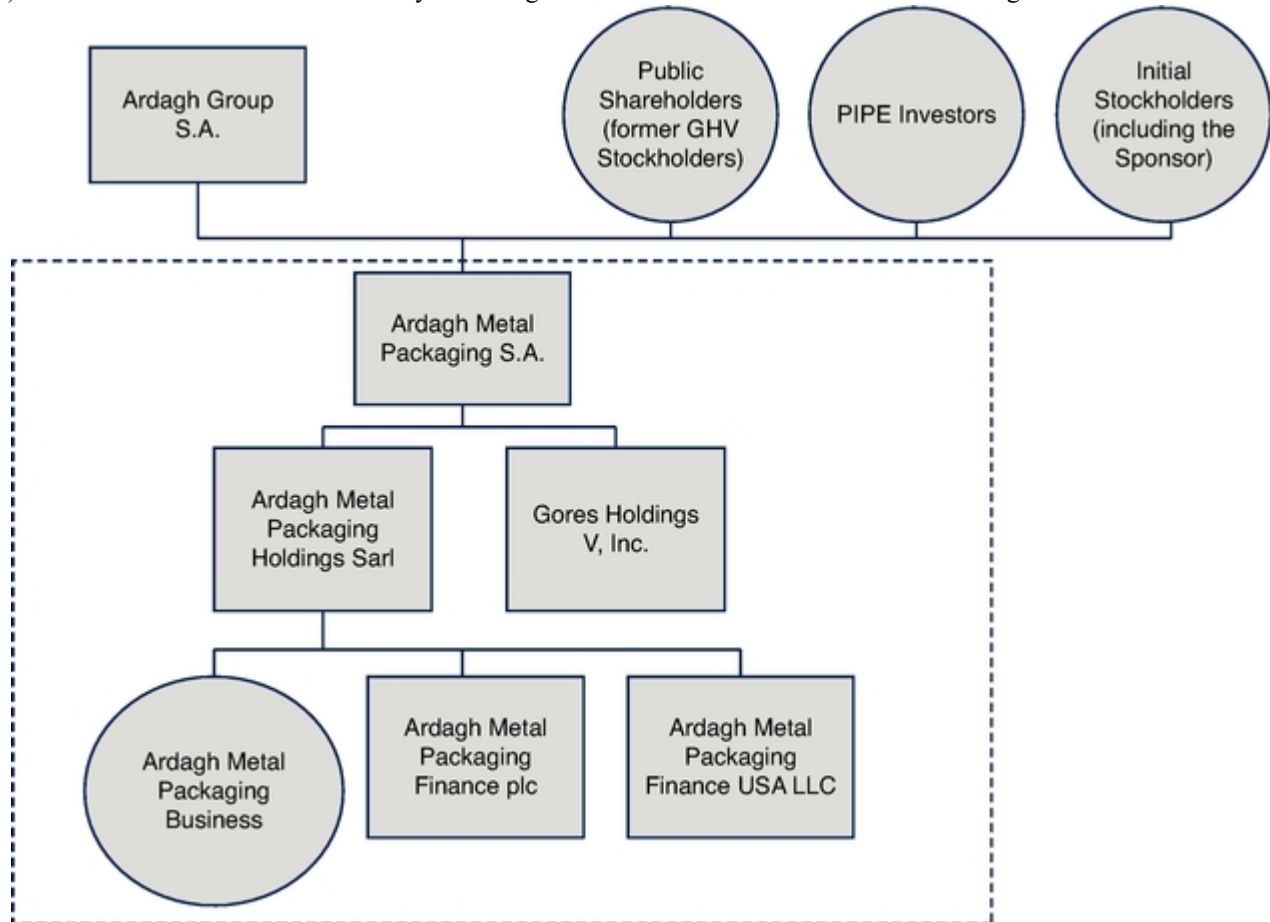 Ardagh Group
S.A.
Public
Shareholders
(former GHV
Stockholders)
PIPE Investors
Initial
Stockholders
(including the
Sponsor)
Ardagh Metal
Packaging S.A.
Ardagh Metal
Packaging
Holdings Sarl
Gores Holdings
V, Inc.
Ardagh Metal
Packaging
Business
Ardagh Metal
Packaging
Finance plc
Ardagh Metal
Packaging
Finance USA LLC